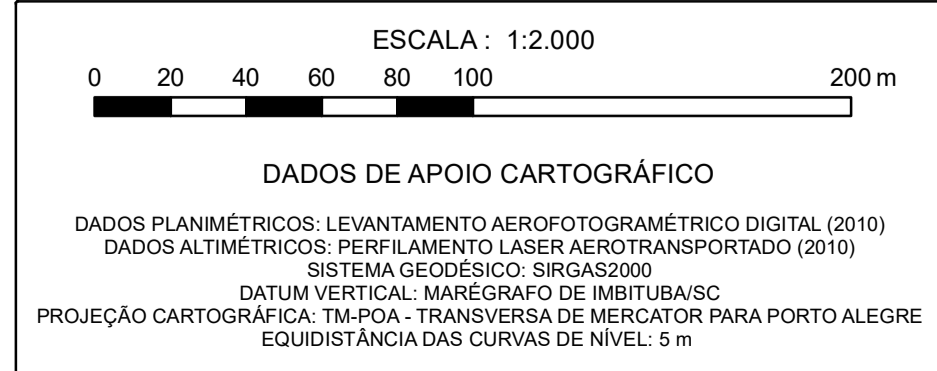 ESCALA : 1:2.000
0 20 40 60 80 100 200 m
DADOS DE APOIO CARTOGRÁFICO
DADOS PLANIMÉTRICOS: LEVANTAMENTO AEROFOTOGRAMÉTRICO DIGITAL (2010)
DADOS ALTIMÉTRICOS: PERFILAMENTO LASER AEROTRANSPORTADO (2010)
SISTEMA GEODÉSICO: SIRGAS2000
DATUM VERTICAL: MARÉGRAFO DE IMBITUBA/SC
PROJEÇÃO CARTOGRÁFICA: TM-POA - TRANSVERSA DE MERCATOR PARA PORTO ALEGRE
EQUIDISTÂNCIA DAS CURVAS DE NÍVEL: 5 m